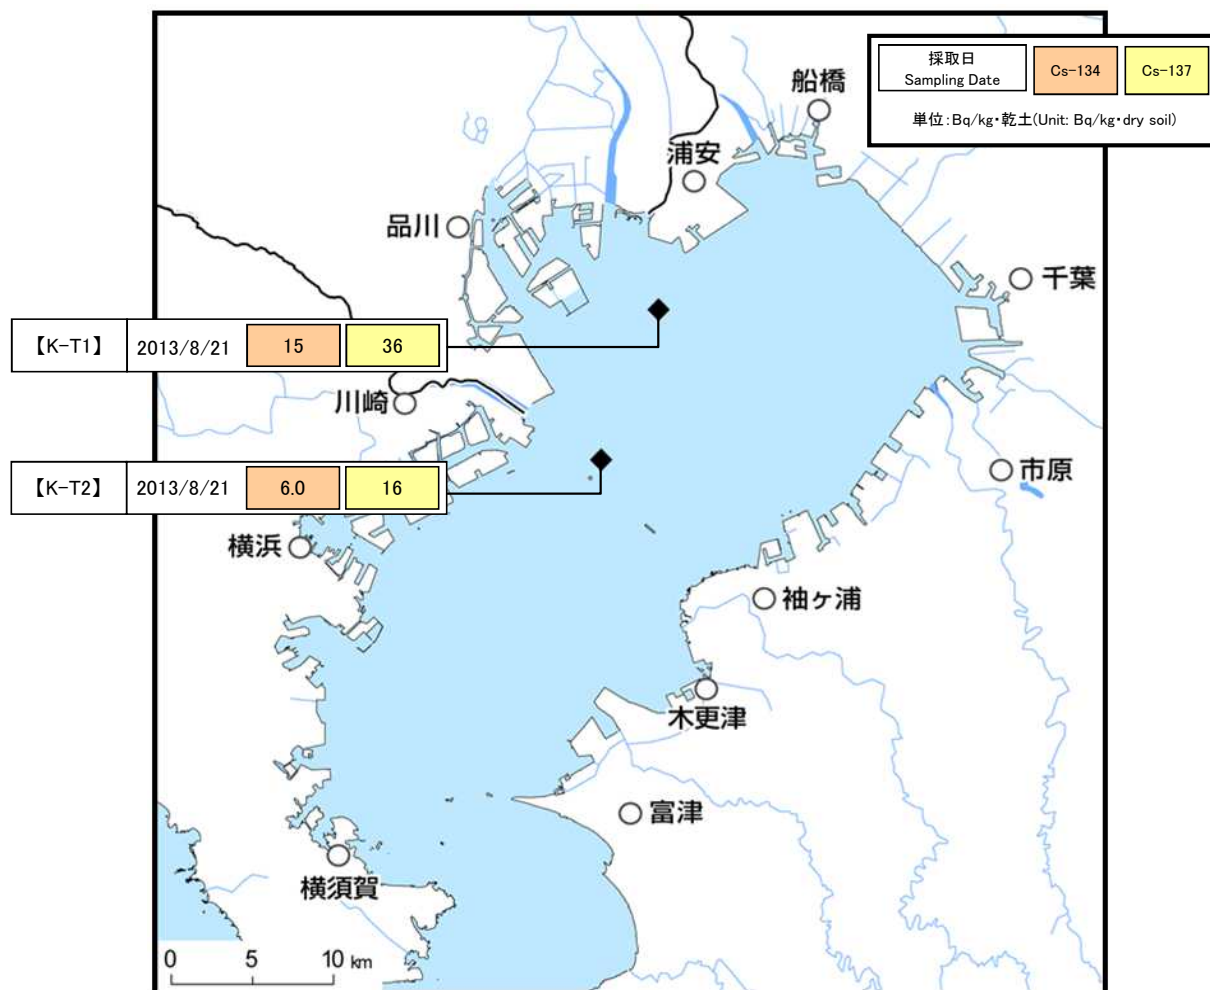 採取日
Sampling Date
Cs-134
Cs-137
単位:Bq/kg・乾土(Unit: Bq/kg・dry soil)
船橋
浦安
品川
千葉
【K-T1】 2013/8/21 15 36
川崎
【K-T2】 2013/8/21 6.0 16
市原
横浜
袖ヶ浦
木更津
富津
横須賀
0 5 10 km